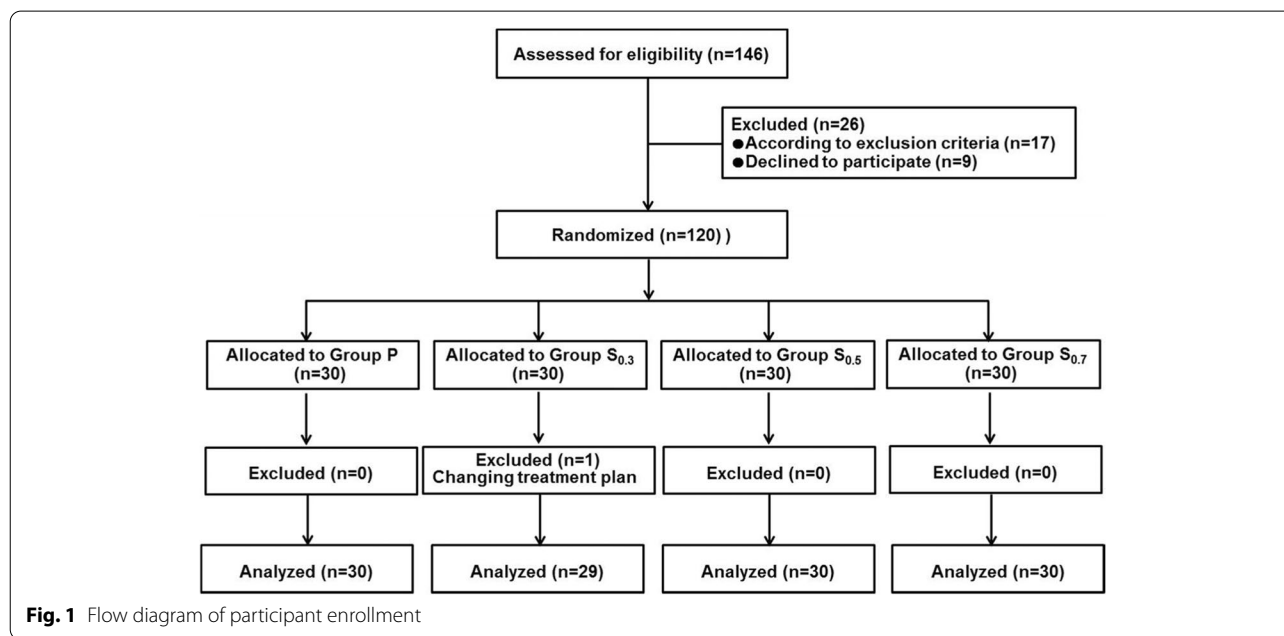 Assessed for eligibility (n=146)
Excluded (n=26)
●According to exclusion criteria (n=17)
●Declined to participate (n=9)
Randomized (n=120) )
Allocated to Group P
(n=30)
Allocated to Group S0.3
(n=30)
Allocated to Group S0.5
(n=30)
Allocated to Group S0.7
(n=30)
Excluded (n=0)
Excluded (n=1)
Changing treatment plan
Excluded (n=0)
Excluded (n=0)
Analyzed (n=30)
Analyzed (n=29)
Analyzed (n=30)
Analyzed (n=30)
Fig. 1 Flow diagram of participant enrollment